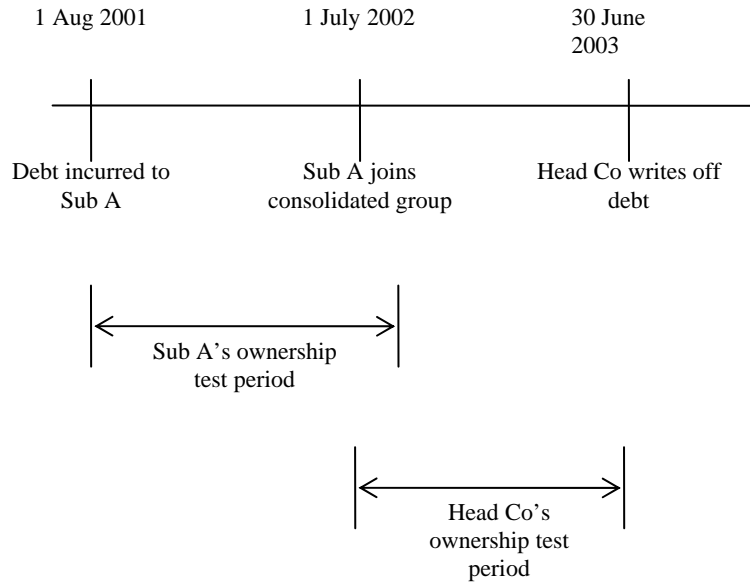 1 Aug 2001
1 July 2002
30 June
2003
Debt incurred to
Sub A
Sub A joins
consolidated group
Head Co writes off
debt
Sub A’s ownership
test period
Head Co’s
ownership test
period